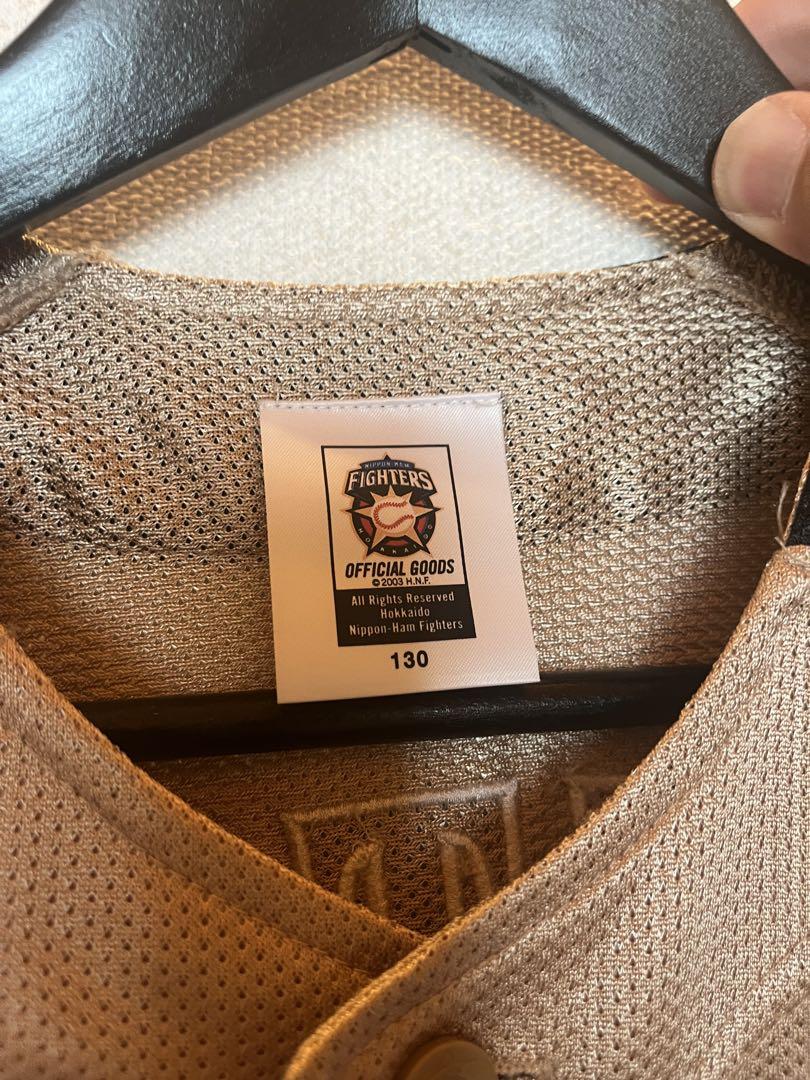 NIPPON-HAM
FIGHTERS
HOKKAIDO
OFFICIAL GOODS
© 2003 H.N.F.
All Rights Reserved
Hokkaido
Nippon-Ham Fighters
130